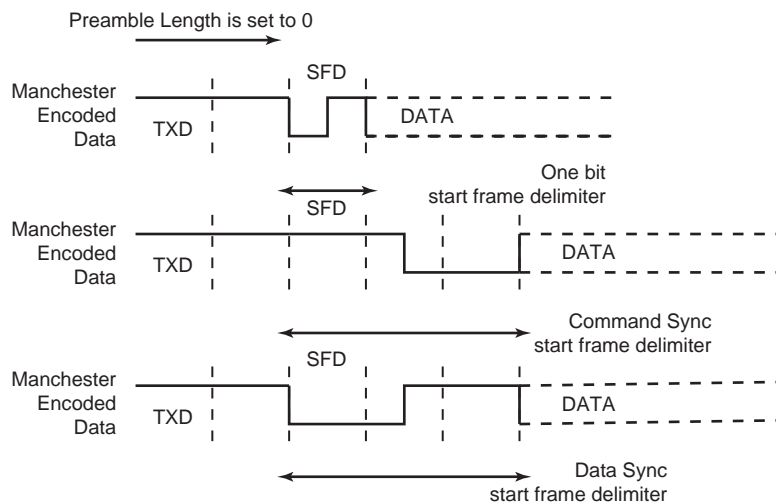 Preamble Length is set to 0
SFD
Manchester
Encoded
Data
TXD
DATA
One bit
start frame delimiter
SFD
Manchester
Encoded
Data
TXD
DATA
Command Sync
start frame delimiter
SFD
Manchester
Encoded
Data
TXD
DATA
Data Sync
start frame delimiter